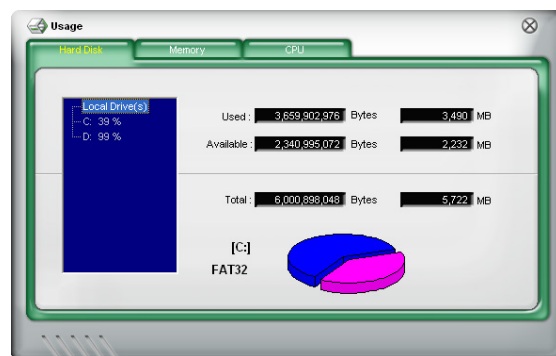 Usage
Hard Disk Memory CPU
Local Drive(s)
C: 39 %
D: 99 %
Used : 3,659,902,976 Bytes 3,490 MB
Available : 2,340,995,072 Bytes 2,232 MB
Total : 6,000,898,048 Bytes 5,722 MB
[C:]
FAT32